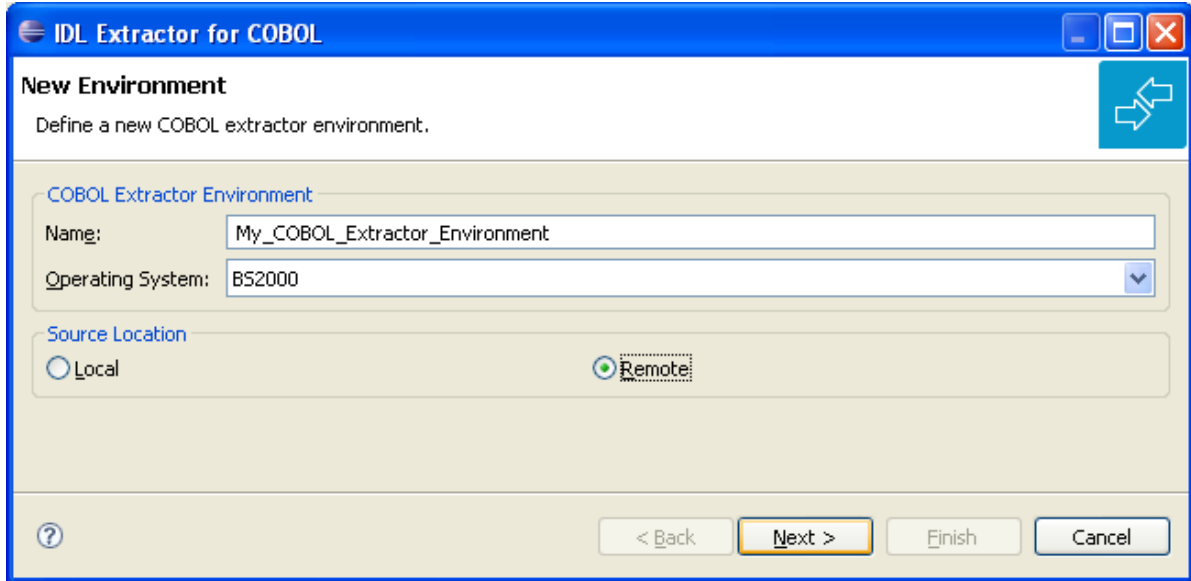 IDL Extractor for COBOL
New Environment
Define a new COBOL extractor environment.
COBOL Extractor Environment
Name: My_COBOL_Extractor_Environment
Operating System: BS2000
Source Location
Local Remote
< Back Next > Finish Cancel